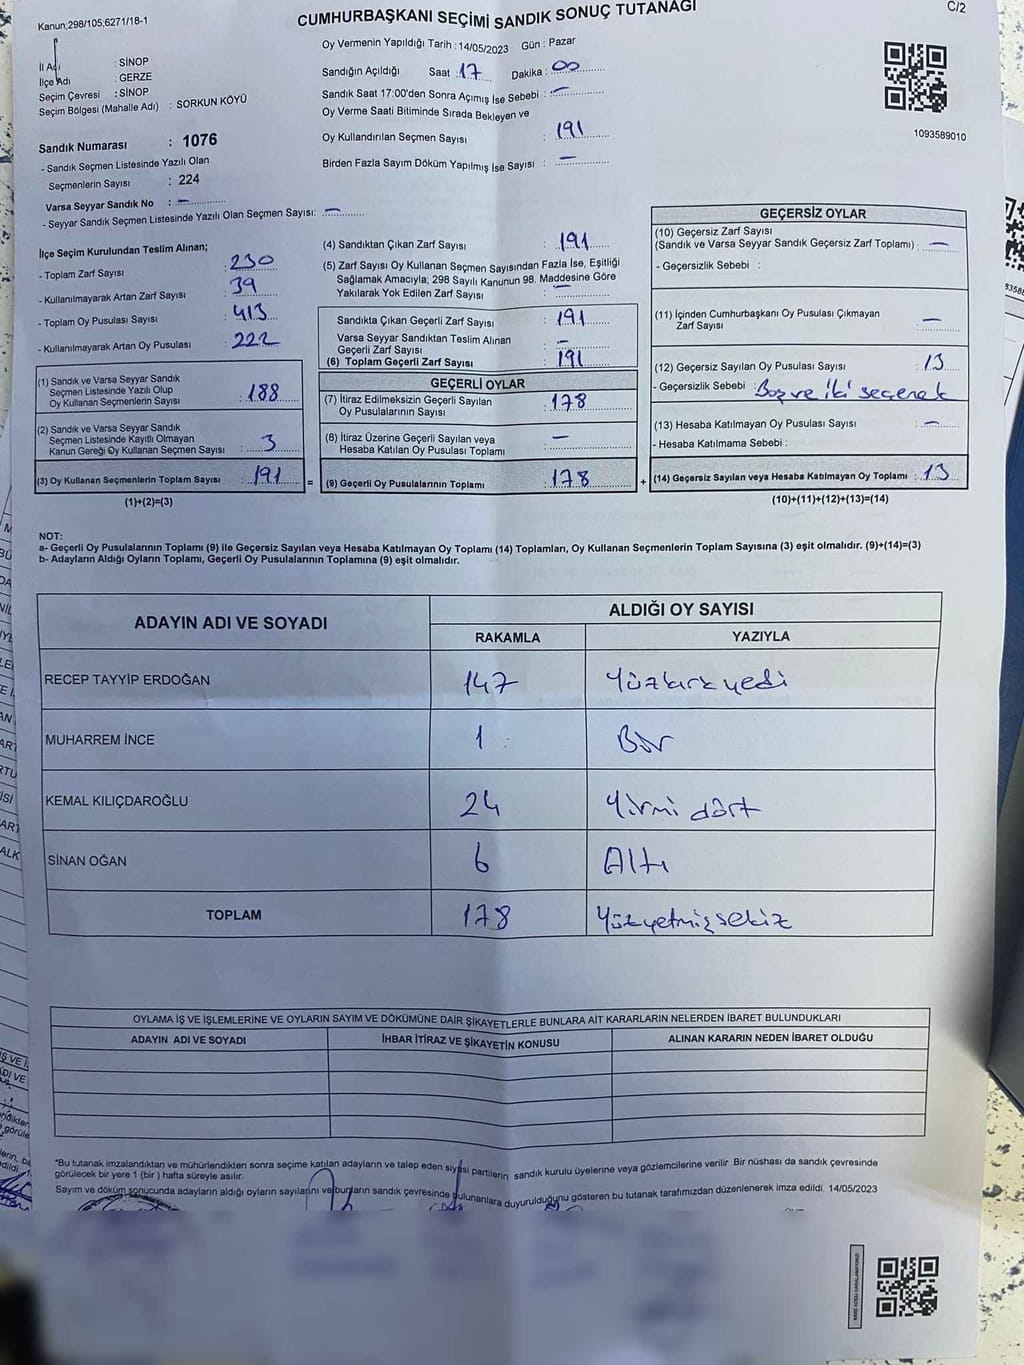 Kanun;298/105,6271/18-1
CUMHURBAŞKANI SEÇİMİ SANDIK SONUÇ TUTANAĞI
C/2
İl Adı : SİNOP
İlçe Adı : GERZE
Seçim Çevresi : SİNOP
Seçim Bölgesi (Mahalle Adı) : SORKUN KÖYÜ
Sandık Numarası : 1076
- Sandık Seçmen Listesinde Yazılı Olan
Seçmenlerin Sayısı : 224
Varsa Seyyar Sandık No : –
- Seyyar Sandık Seçmen Listesinde Yazılı Olan Seçmen Sayısı: –
Oy Vermenin Yapıldığı Tarih : 14/05/2023 Gün : Pazar
Sandığın Açıldığı Saat : 17 Dakika : 00
Sandık Saat 17:00'den Sonra Açımış İse Sebebi : –
Oy Verme Saati Bitiminde Sırada Bekleyen ve
Oy Kullandırılan Seçmen Sayısı : 191
Birden Fazla Sayım Döküm Yapılmış İse Sayısı : –
1093589010
İlçe Seçim Kurulundan Teslim Alınan;
- Toplam Zarf Sayısı : 230
- Kullanılmayarak Artan Zarf Sayısı : 39
- Toplam Oy Pusulası Sayısı : 413
- Kullanılmayarak Artan Oy Pusulası : 222
(1) Sandık ve Varsa Seyyar Sandık
Seçmen Listesinde Yazılı Olup
Oy Kullanan Seçmenlerin Sayısı : 188
(2) Sandık ve Varsa Seyyar Sandık
Seçmen Listesinde Kayıtlı Olmayan
Kanun Gereği Oy Kullanan Seçmen Sayısı : 3
(3) Oy Kullanan Seçmenlerin Toplam Sayısı : 191
(1)+(2)=(3)
(4) Sandıktan Çıkan Zarf Sayısı : 191
(5) Zarf Sayısı Oy Kullanan Seçmen Sayısından Fazla İse, Eşitliği
Sağlamak Amacıyla; 298 Sayılı Kanunun 98. Maddesine Göre
Yakılarak Yok Edilen Zarf Sayısı : –
Sandıkta Çıkan Geçerli Zarf Sayısı : 191
Varsa Seyyar Sandıktan Teslim Alınan
Geçerli Zarf Sayısı : –
(6) Toplam Geçerli Zarf Sayısı : 191
GEÇERLİ OYLAR
(7) İtiraz Edilmeksizin Geçerli Sayılan
Oy Pusulalarının Sayısı : 178
(8) İtiraz Üzerine Geçerli Sayılan veya
Hesaba Katılan Oy Pusulası Toplamı : –
= (9) Geçerli Oy Pusulalarının Toplamı : 178
GEÇERSİZ OYLAR
(10) Geçersiz Zarf Sayısı
(Sandık ve Varsa Seyyar Sandık Geçersiz Zarf Toplamı) : –
- Geçersizlik Sebebi :
(11) İçinden Cumhurbaşkanı Oy Pusulası Çıkmayan
Zarf Sayısı : –
(12) Geçersiz Sayılan Oy Pusulası Sayısı : 13
- Geçersizlik Sebebi : Boş ve iki seçenek
(13) Hesaba Katılmayan Oy Pusulası Sayısı : –
- Hesaba Katılmama Sebebi :
+ (14) Geçersiz Sayılan veya Hesaba Katılmayan Oy Toplamı : 13
(10)+(11)+(12)+(13)=(14)
NOT:
a- Geçerli Oy Pusulalarının Toplamı (9) ile Geçersiz Sayılan veya Hesaba Katılmayan Oy Toplamı (14) Toplamları, Oy Kullanan Seçmenlerin Toplam Sayısına (3) eşit olmalıdır. (9)+(14)=(3)
b- Adayların Aldığı Oyların Toplamı, Geçerli Oy Pusulalarının Toplamına (9) eşit olmalıdır.
ADAYIN ADI VE SOYADI
ALDIĞI OY SAYISI
RAKAMLA YAZIYLA
RECEP TAYYİP ERDOĞAN 147 Yüzkırkyedi
MUHARREM İNCE 1 Bir
KEMAL KILIÇDAROĞLU 24 Yirmi dört
SİNAN OĞAN 6 Altı
TOPLAM 178 Yüzyetmişsekiz
OYLAMA İŞ VE İŞLEMLERİNE VE OYLARIN SAYIM VE DÖKÜMÜNE DAİR ŞİKAYETLERLE BUNLARA AİT KARARLARIN NELERDEN İBARET BULUNDUKLARI
ADAYIN ADI VE SOYADI İHBAR İTİRAZ VE ŞİKAYETİN KONUSU ALINAN KARARIN NEDEN İBARET OLDUĞU
*Bu tutanak imzalandıktan ve mühürlendikten sonra seçime katılan adayların ve talep eden siyasi partilerin sandık kurulu üyelerine veya gözlemcilerine verilir. Bir nüshası da sandık çevresinde
görülecek bir yere 1 (bir) hafta süreyle asılır.
Sayım ve döküm sonucunda adayların aldığı oyların sayılarını ve bunların sandık çevresinde bulunanlara duyurulduğunu gösteren bu tutanak tarafımızdan düzenlenerek imza edildi. 14/05/2023